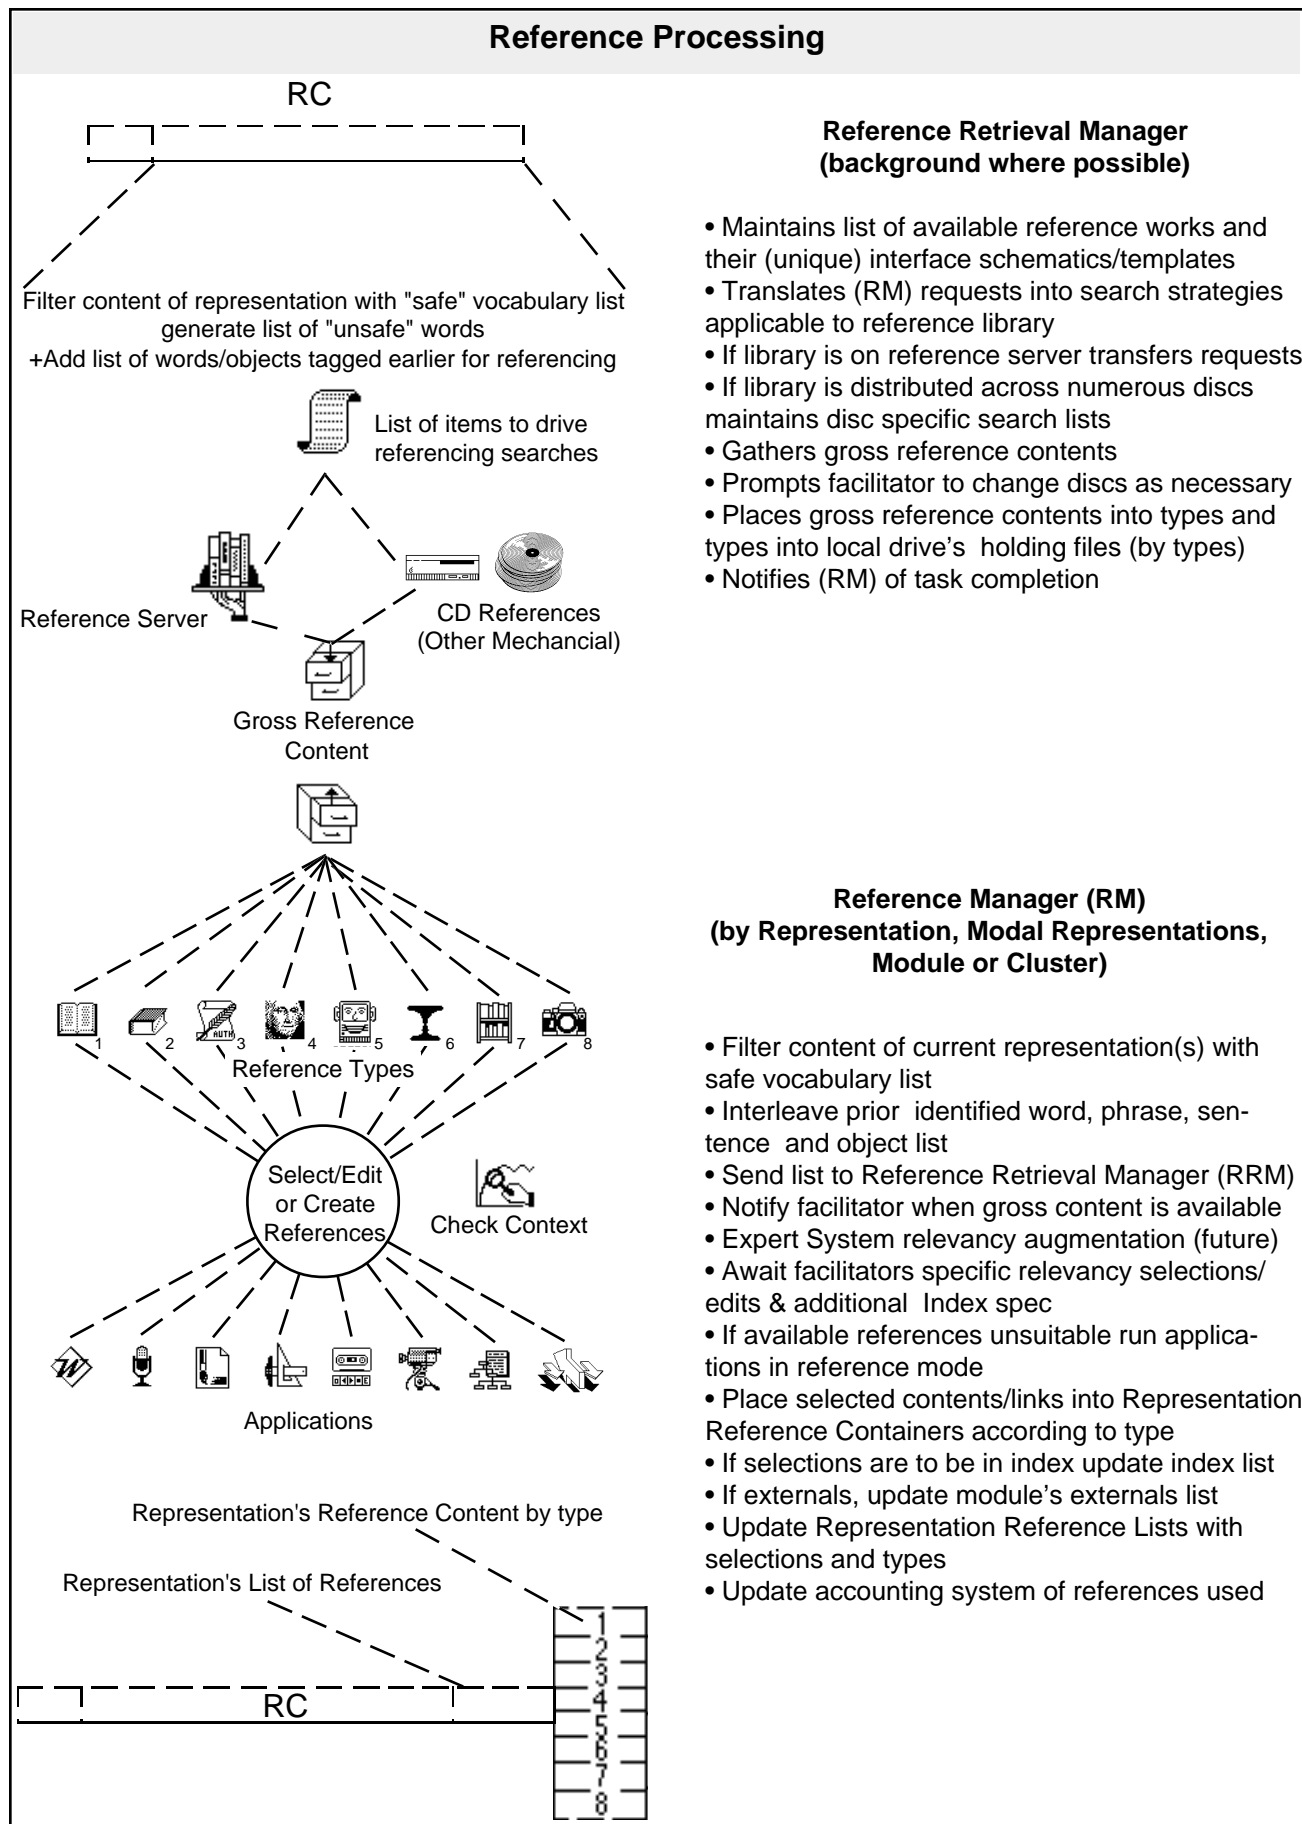 Reference Processing
RC
Filter content of representation with "safe" vocabulary list
generate list of "unsafe" words
+Add list of words/objects tagged earlier for referencing
List of items to drive
referencing searches
Reference Server
CD References
(Other Mechancial)
Gross Reference
Content
AUTH
1
2
3
4
5
6
7
8
Reference Types
Select/Edit
or Create
References
Check Context
W
Applications
Representation's Reference Content by type
Representation's List of References
RC
1
2
3
4
5
6
7
8
Reference Retrieval Manager
(background where possible)
• Maintains list of available reference works and
their (unique) interface schematics/templates
• Translates (RM) requests into search strategies
applicable to reference library
• If library is on reference server transfers requests
• If library is distributed across numerous discs
maintains disc specific search lists
• Gathers gross reference contents
• Prompts facilitator to change discs as necessary
• Places gross reference contents into types and
types into local drive's holding files (by types)
• Notifies (RM) of task completion
Reference Manager (RM)
(by Representation, Modal Representations,
Module or Cluster)
• Filter content of current representation(s) with
safe vocabulary list
• Interleave prior identified word, phrase, sen-
tence and object list
• Send list to Reference Retrieval Manager (RRM)
• Notify facilitator when gross content is available
• Expert System relevancy augmentation (future)
• Await facilitators specific relevancy selections/
edits & additional Index spec
• If available references unsuitable run applica-
tions in reference mode
• Place selected contents/links into Representation
Reference Containers according to type
• If selections are to be in index update index list
• If externals, update module's externals list
• Update Representation Reference Lists with
selections and types
• Update accounting system of references used